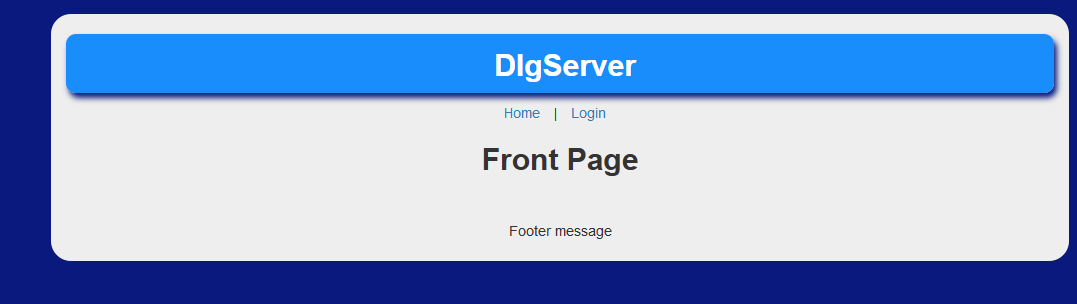 DlgServer
Home | Login
Front Page
Footer message